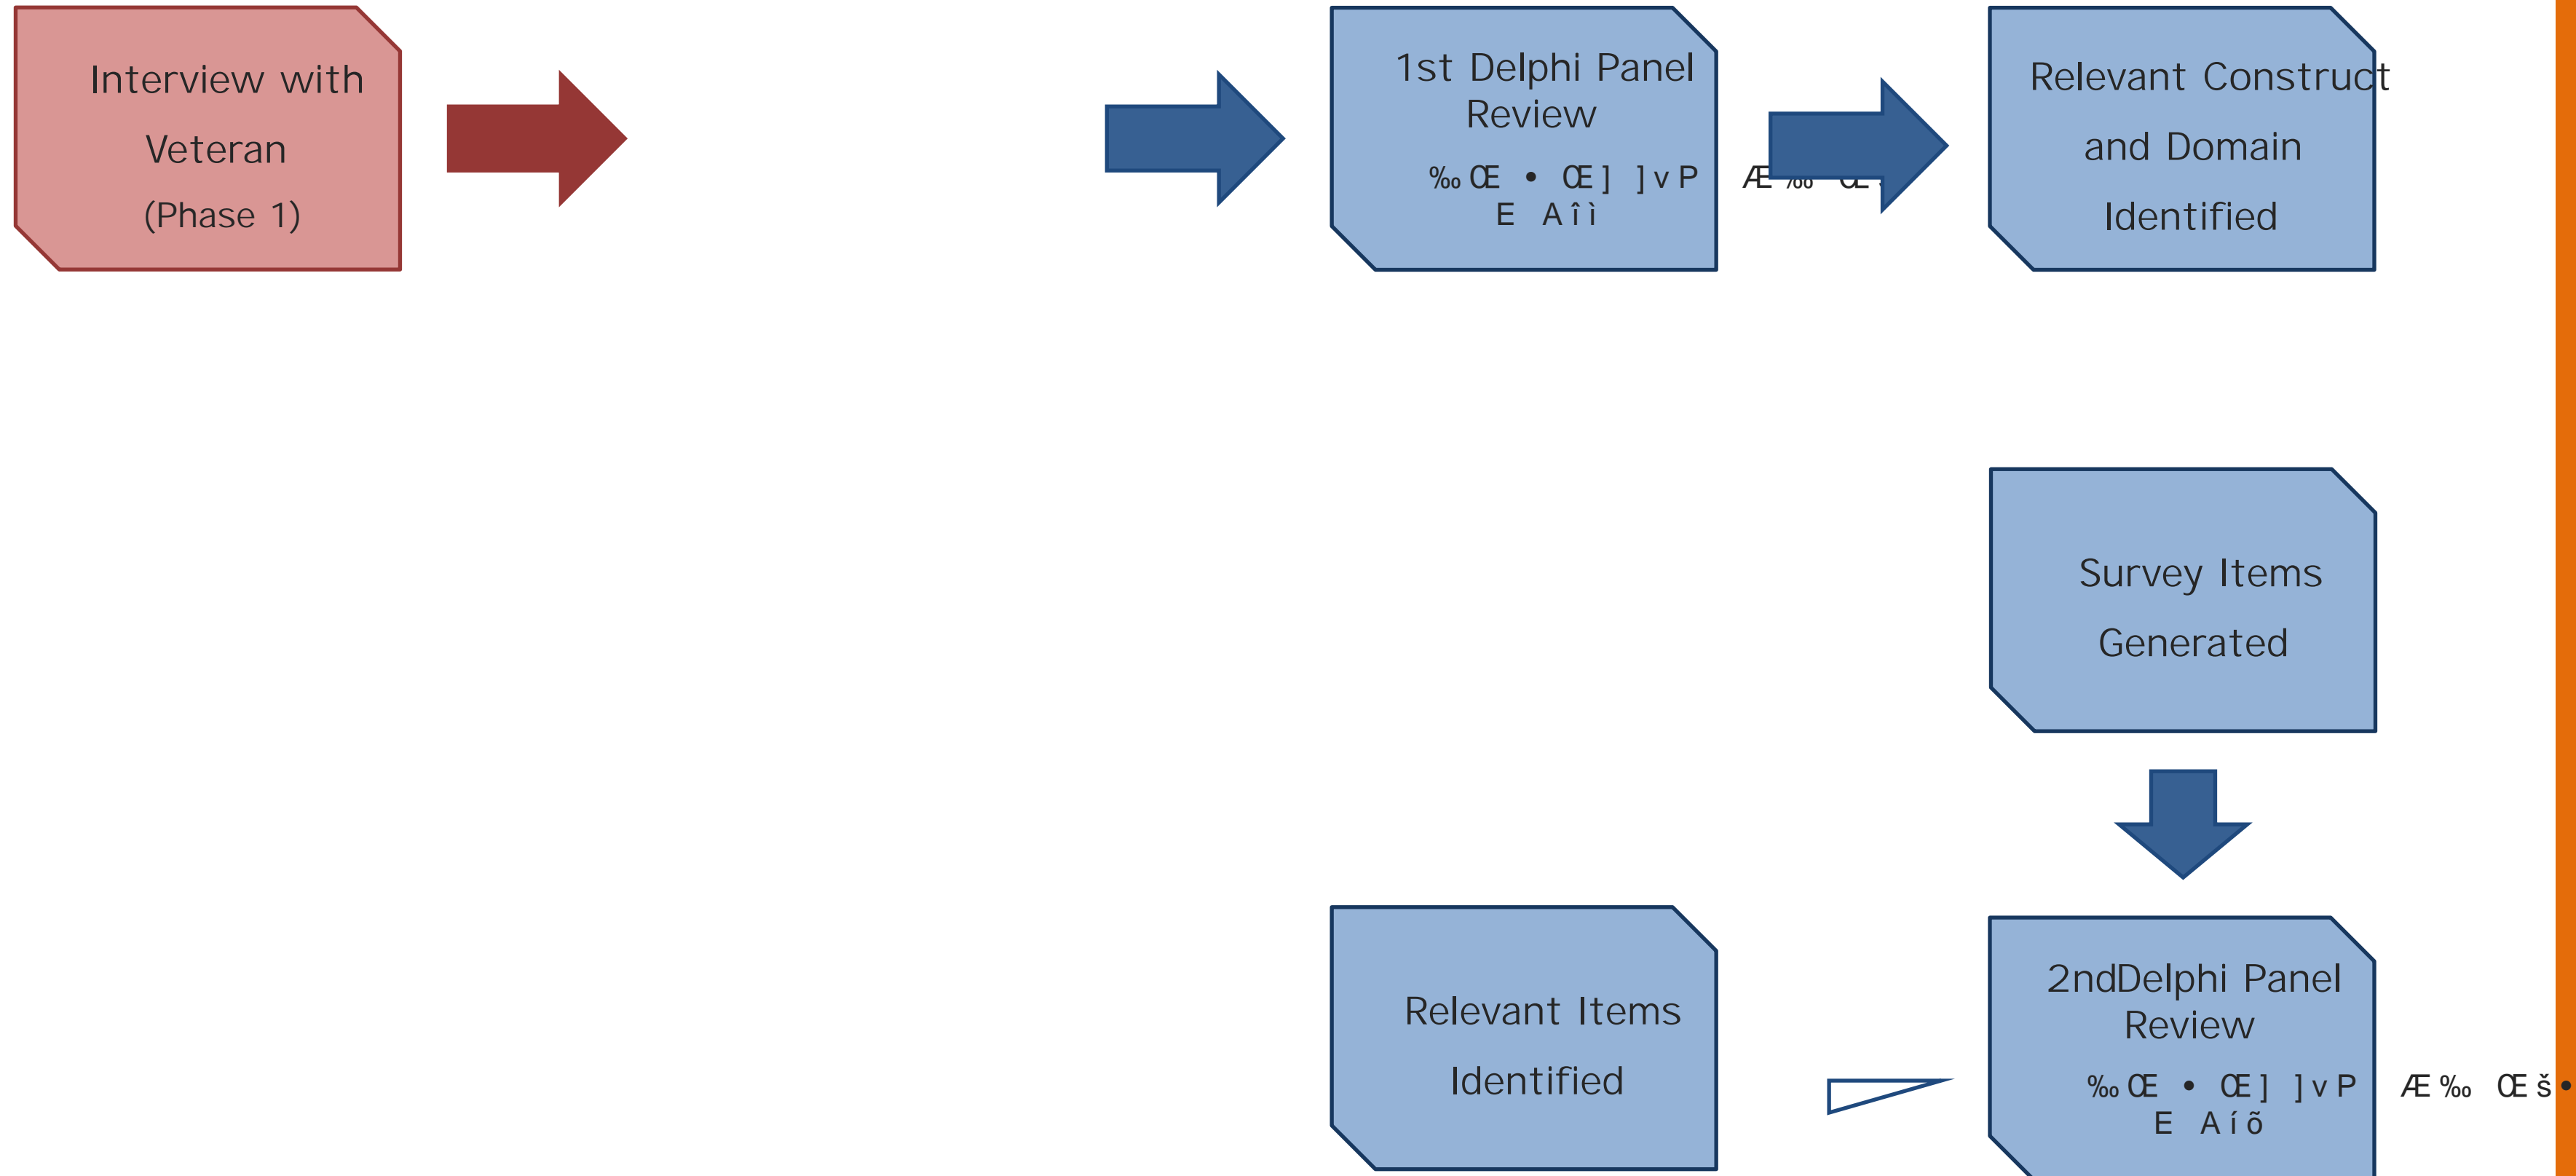 Interview with
Veteran
(Phase 1)
1st Delphi Panel
Review
‰ Œ • Œ ] ] v P Æ ‰ Œ
E A î ì
Relevant Construct
and Domain
Identified
Survey Items
Generated
Relevant Items
Identified
2ndDelphi Panel
Review
‰ Œ • Œ ] ] v P Æ ‰ Œ š •
E A í õ